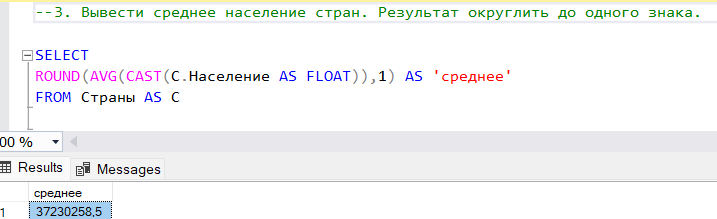 --3. Вывести среднее население стран. Результат округлить до одного знака.
SELECT
ROUND(AVG(CAST(С.Население AS FLOAT)),1) AS 'среднее'
FROM Страны AS С
00 %
Results Messages
среднее
1 37230258,5